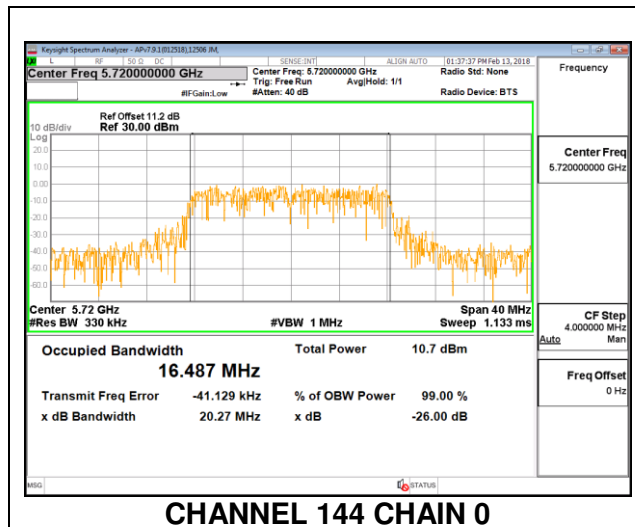 Keysight Spectrum Analyzer - APv7.9.1(012518),12506 JM,
L RF 50 Ω DC SENSE:INT ALIGN AUTO 01:37:37 PM Feb 13, 2018
Center Freq 5.720000000 GHz
Center Freq: 5.720000000 GHz
Radio Std: None
Trig: Free Run Avg|Hold: 1/1
#IFGain:Low
#Atten: 40 dB
Radio Device: BTS
Frequency
Ref Offset 11.2 dB
10 dB/div Ref 30.00 dBm
Log
20.0
10.0
0.00
-10.0
-20.0
-30.0
-40.0
-50.0
-60.0
Center 5.72 GHz Span 40 MHz
#Res BW 330 kHz #VBW 1 MHz Sweep 1.133 ms
Occupied Bandwidth Total Power 10.7 dBm
16.487 MHz
Transmit Freq Error -41.129 kHz % of OBW Power 99.00 %
x dB Bandwidth 20.27 MHz x dB -26.00 dB
Center Freq
5.720000000 GHz
CF Step
4.000000 MHz
Auto Man
Freq Offset
0 Hz
MSG STATUS
CHANNEL 144 CHAIN 0